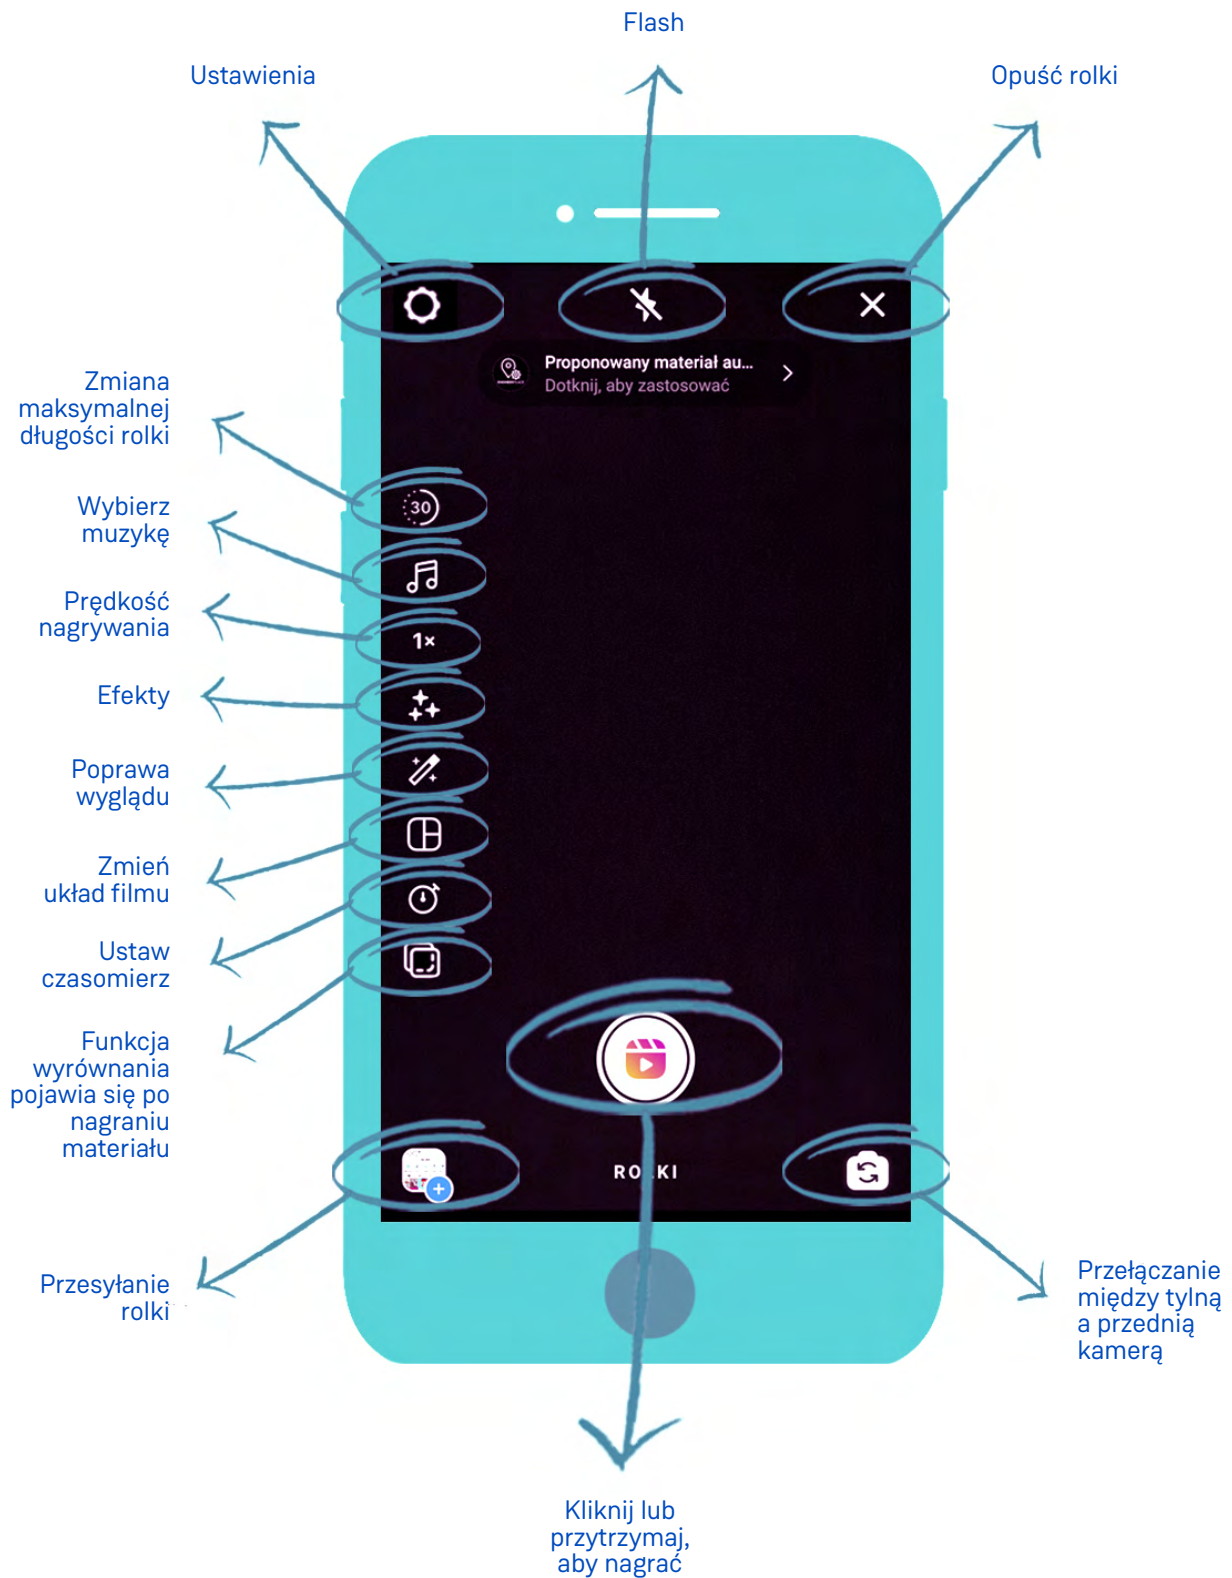 Flash
Ustawienia
Opuść rolki
Proponowany materiał au...
Dotknij, aby zastosować
Zmiana
maksymalnej
długości rolki
30
Wybierz
muzykę
Prędkość
nagrywania
1×
Efekty
Poprawa
wyglądu
Zmień
układ filmu
Ustaw
czasomierz
Funkcja
wyrównania
pojawia się po
nagraniu
materiału
ROLKI
Przesyłanie
rolki
Przełączanie
między tylną
a przednią
kamerą
Kliknij lub
przytrzymaj,
aby nagrać